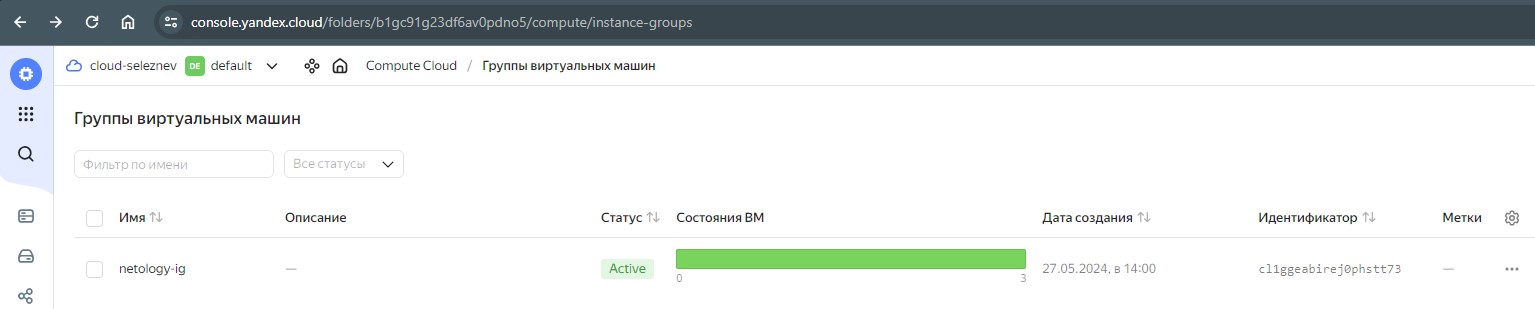 console.yandex.cloud/folders/b1gc91g23df6av0pdno5/compute/instance-groups
cloud-seleznev DE default Compute Cloud / Группы виртуальных машин
Группы виртуальных машин
Фильтр по имени Все статусы
Имя Описание Статус Состояния ВМ Дата создания Идентификатор Метки
netology-ig — Active 27.05.2024, в 14:00 cl1ggeabirej0phstt73 —
0 3